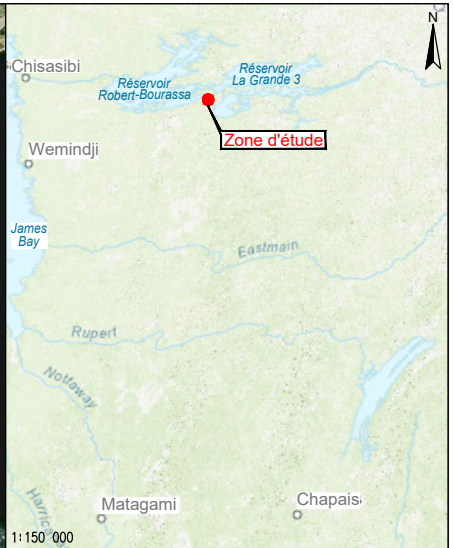 N
Chisasibi
Réservoir
La Grande 3
Réservoir
Robert-Bourassa
Zone d'étude
Wemindji
James
Bay
Eastmain
Rupert
Nottaway
Harrica
Matagami
Chapais
1:150 000